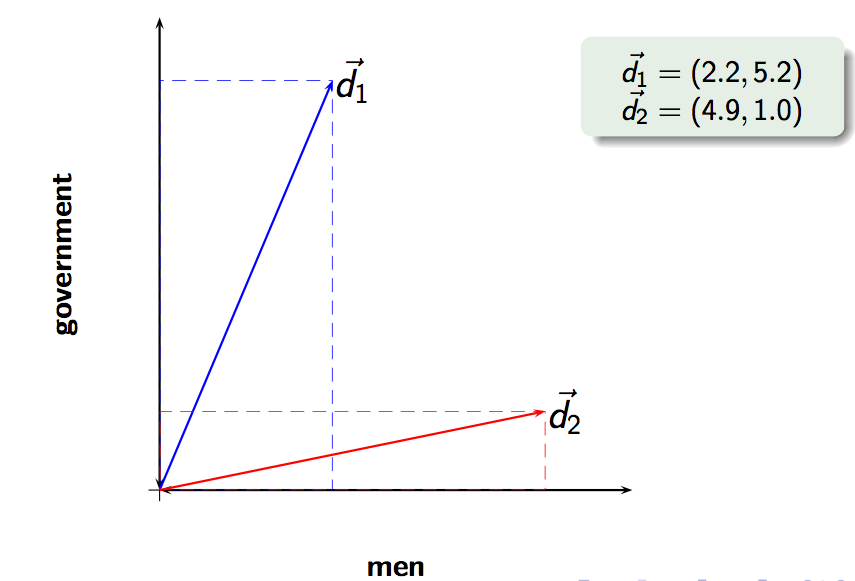 d⃗₁ = (2.2, 5.2)
d⃗₂ = (4.9, 1.0)
d⃗₁
government
d⃗₂
men